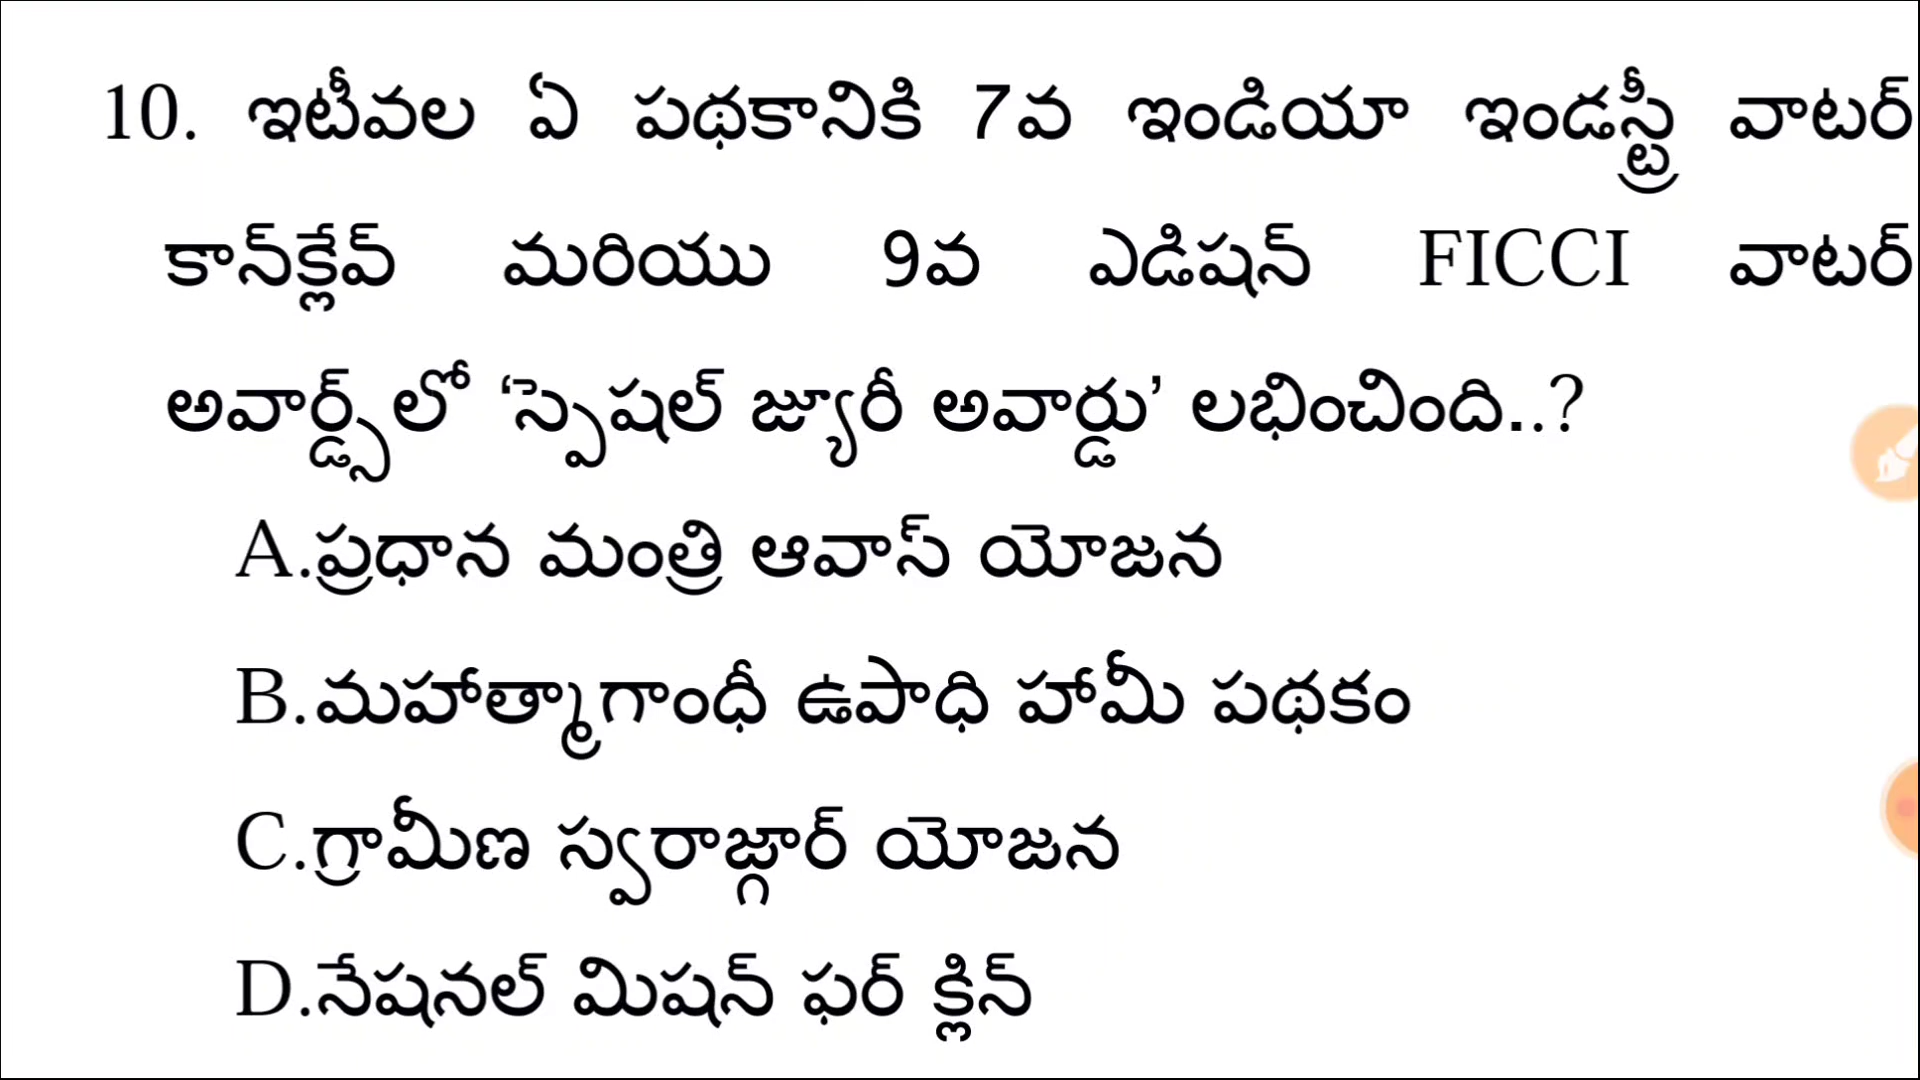 10. ఇటీవల ఏ పథకానికి 7వ ఇండియా ఇండస్ట్రీ వాటర్
కాన్‌క్లేవ్ మరియు 9వ ఎడిషన్ FICCI వాటర్
అవార్డ్స్‌లో ‘స్పెషల్ జ్యూరీ అవార్డు’ లభించింది..?
A.ప్రధాన మంత్రి ఆవాస్ యోజన
B.మహాత్మాగాంధీ ఉపాధి హామీ పథకం
C.గ్రామీణ స్వరాజ్గార్ యోజన
D.నేషనల్ మిషన్ ఫర్ క్లిన్